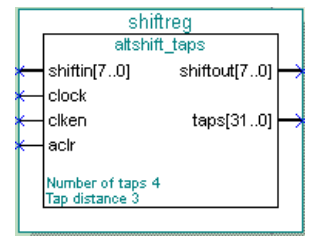 shiftreg
altshift_taps
shiftin[7..0] shiftout[7..0]
clock
clken taps[31..0]
aclr
Number of taps 4
Tap distance 3